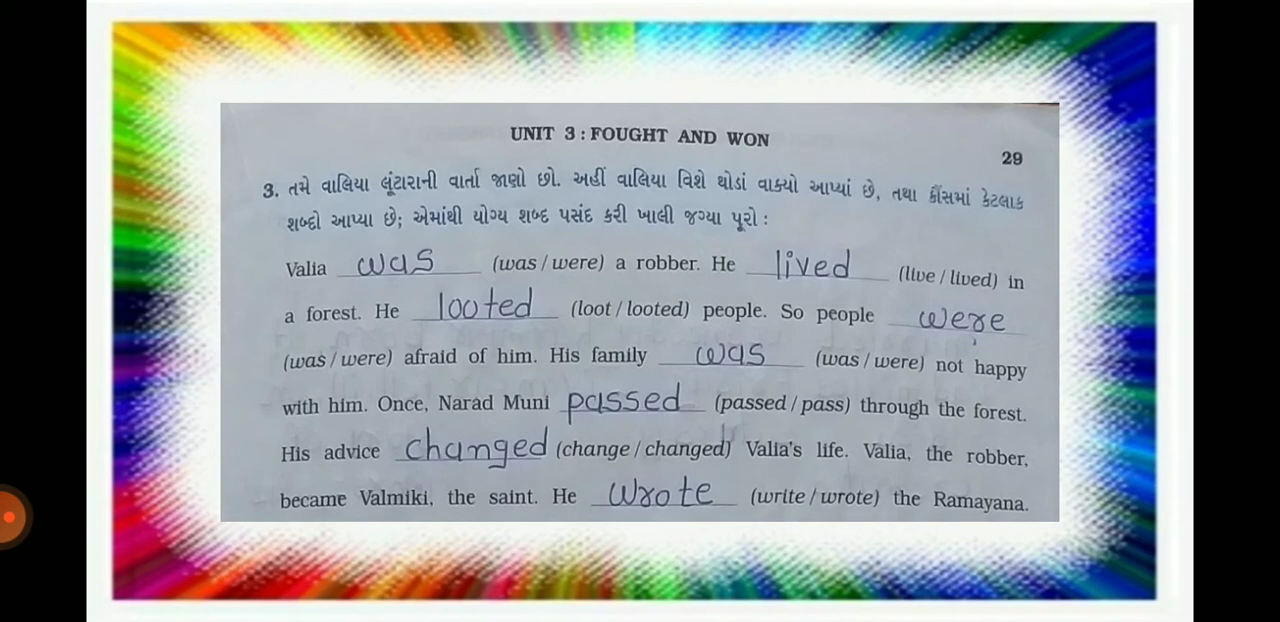 UNIT 3 : FOUGHT AND WON
29
3. તમે વાલિયા લૂંટારાની વાર્તા જાણો છો. અહીં વાલિયા વિશે થોડાં વાક્યો આપ્યાં છે, તથા કૌંસમાં કેટલાક
શબ્દો આપ્યા છે; એમાંથી યોગ્ય શબ્દ પસંદ કરી ખાલી જગ્યા પૂરો :
Valia was (was / were) a robber. He lived (live / lived) in
a forest. He looted (loot / looted) people. So people were
(was / were) afraid of him. His family was (was / were) not happy
with him. Once, Narad Muni passed (passed / pass) through the forest.
His advice changed (change / changed) Valia's life. Valia, the robber,
became Valmiki, the saint. He wrote (write / wrote) the Ramayana.